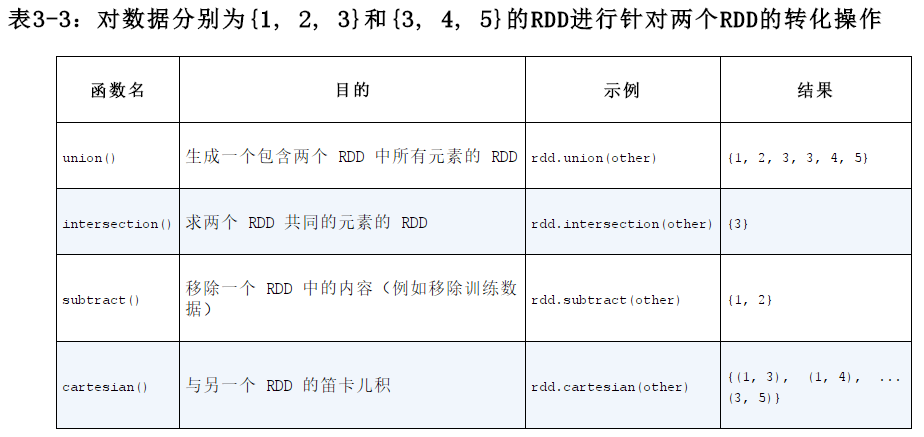 表3-3：对数据分别为{1, 2, 3}和{3, 4, 5}的RDD进行针对两个RDD的转化操作
函数名 目的 示例 结果
union() 生成一个包含两个 RDD 中所有元素的 RDD rdd.union(other) {1, 2, 3, 3, 4, 5}
intersection() 求两个 RDD 共同的元素的 RDD rdd.intersection(other) {3}
subtract() 移除一个 RDD 中的内容（例如移除训练数
据） rdd.subtract(other) {1, 2}
cartesian() 与另一个 RDD 的笛卡儿积 rdd.cartesian(other) {(1, 3), (1, 4), ...
(3, 5)}